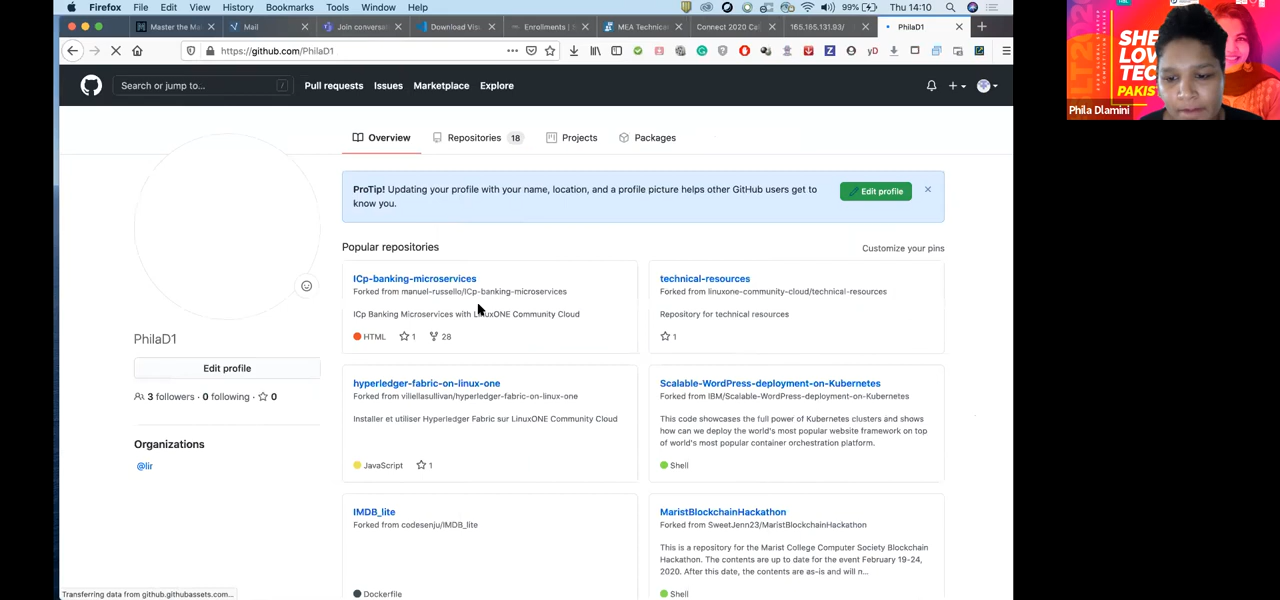 Firefox File Edit View History Bookmarks Tools Window Help
99% Thu 14:10
Master the Ma
Mail
Join conversat
Download Vis
Enrollments |
MEA Technica
Connect 2020 Ca
165.165.131.93/
PhilaD1
https://github.com/PhilaD1
Search or jump to... /
Pull requests Issues Marketplace Explore
Overview Repositories 18 Projects Packages
ProTip! Updating your profile with your name, location, and a profile picture helps other GitHub users get to
know you.
Edit profile
Popular repositories
Customize your pins
ICp-banking-microservices
Forked from manuel-russello/ICp-banking-microservices
ICp Banking Microservices with LinuxONE Community Cloud
HTML 1 28
technical-resources
Forked from linuxone-community-cloud/technical-resources
Repository for technical resources
1
PhilaD1
Edit profile
3 followers · 0 following · 0
Organizations
@lir
hyperledger-fabric-on-linux-one
Forked from villellasullivan/hyperledger-fabric-on-linux-one
Installer et utiliser Hyperledger Fabric sur LinuxONE Community Cloud
JavaScript 1
Scalable-WordPress-deployment-on-Kubernetes
Forked from IBM/Scalable-WordPress-deployment-on-Kubernetes
This code showcases the full power of Kubernetes clusters and shows
how can we deploy the world's most popular website framework on top
of world's most popular container orchestration platform.
Shell
IMDB_lite
Forked from codesenju/IMDB_lite
Dockerfile
MaristBlockchainHackathon
Forked from SweetJenn23/MaristBlockchainHackathon
This is a repository for the Marist College Computer Society Blockchain
Hackathon. The contents are up to date for the event February 19-24,
2020. After this date, the contents are as-is and will n...
Shell
Transferring data from github.githubassets.com...
SHE
LOV
TEC
PAKIS
Phila Dlamini